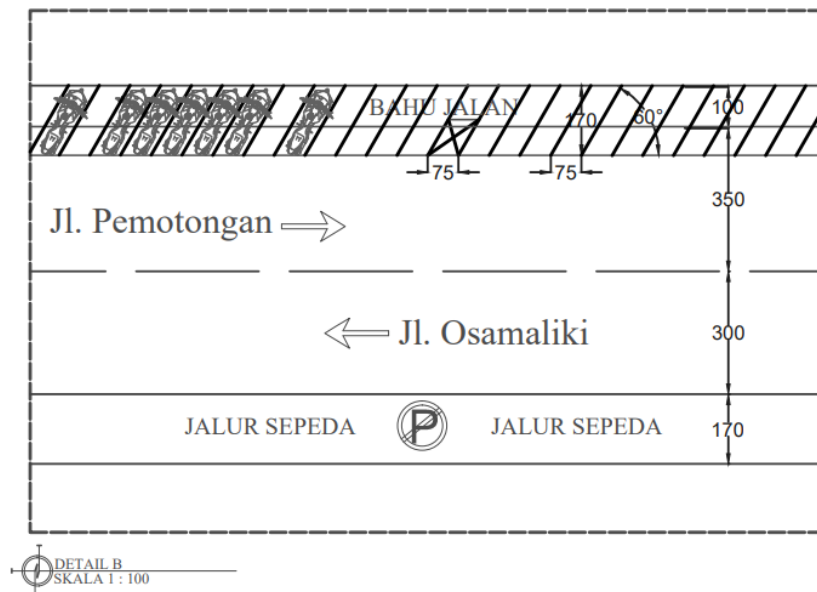 BAHU JALAN
170
60°
100
75
75
350
Jl. Pemotongan
Jl. Osamaliki
300
JALUR SEPEDA
P
JALUR SEPEDA
170
DETAIL B
SKALA 1 : 100